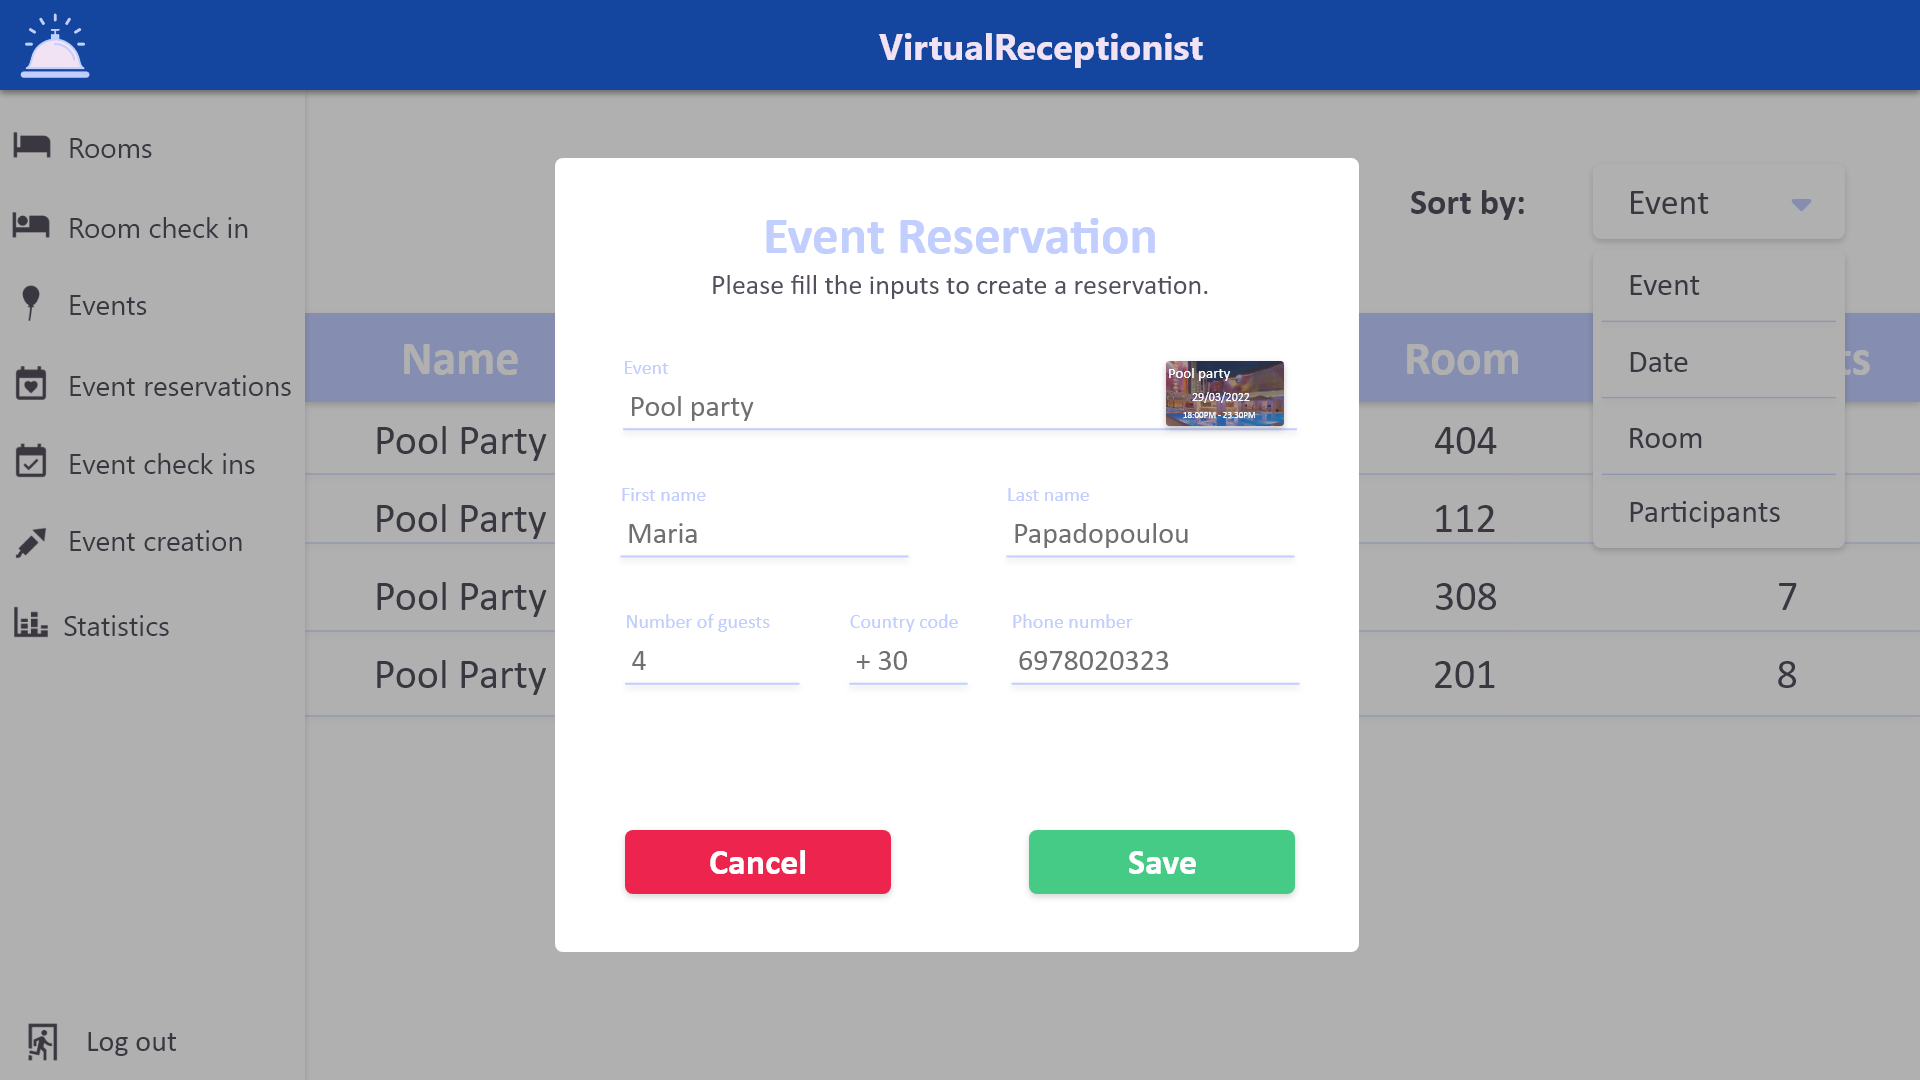 VirtualReceptionist
Rooms
Room check in
Events
Event reservations
Event check ins
Event creation
Statistics
Log out
Sort by:
Event
Event
Date
Room
Participants
Name
Room
ts
Pool Party
404
Pool Party
112
Pool Party
308
7
Pool Party
201
8
Event Reservation
Please fill the inputs to create a reservation.
Event
Pool party
Pool party
29/03/2022
18:00PM - 23.30PM
First name
Maria
Last name
Papadopoulou
Number of guests
4
Country code
+ 30
Phone number
6978020323
Cancel
Save